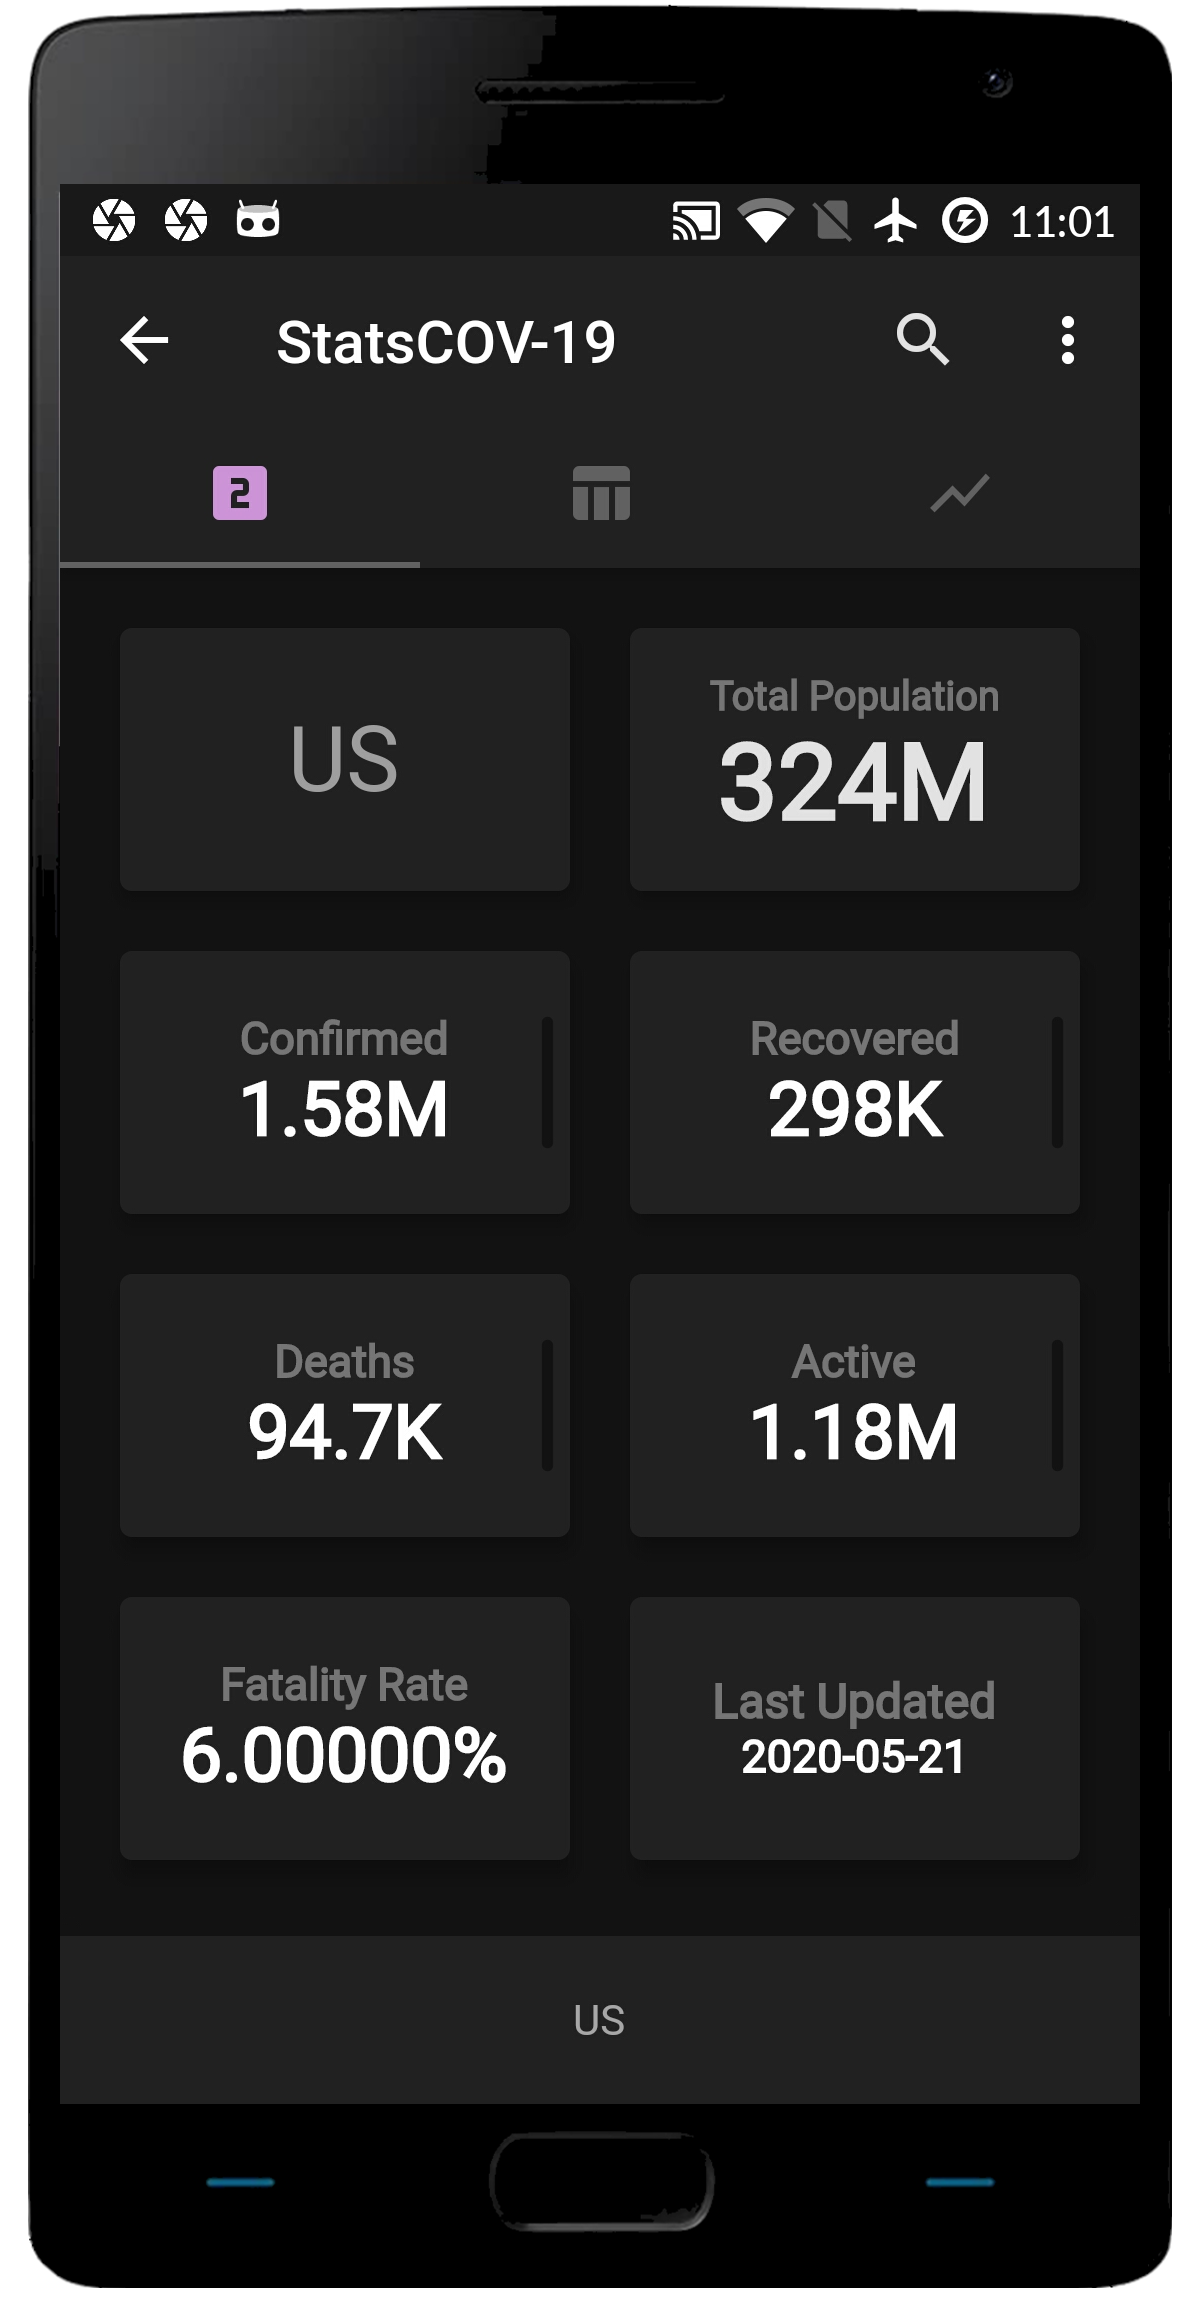 11:01
StatsCOV-19
2
US
Total Population
324M
Confirmed
1.58M
Recovered
298K
Deaths
94.7K
Active
1.18M
Fatality Rate
6.00000%
Last Updated
2020-05-21
US